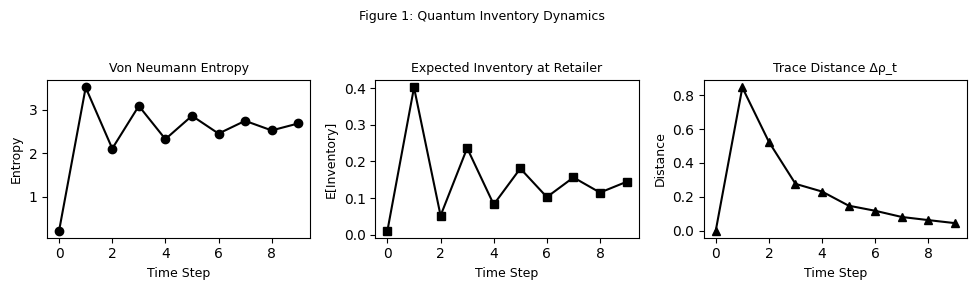 Figure 1: Quantum Inventory Dynamics
Von Neumann Entropy
Entropy
3
2
1
0 2 4 6 8
Time Step
Expected Inventory at Retailer
E[Inventory]
0.4
0.3
0.2
0.1
0.0
0 2 4 6 8
Time Step
Trace Distance Δρ_t
Distance
0.8
0.6
0.4
0.2
0.0
0 2 4 6 8
Time Step